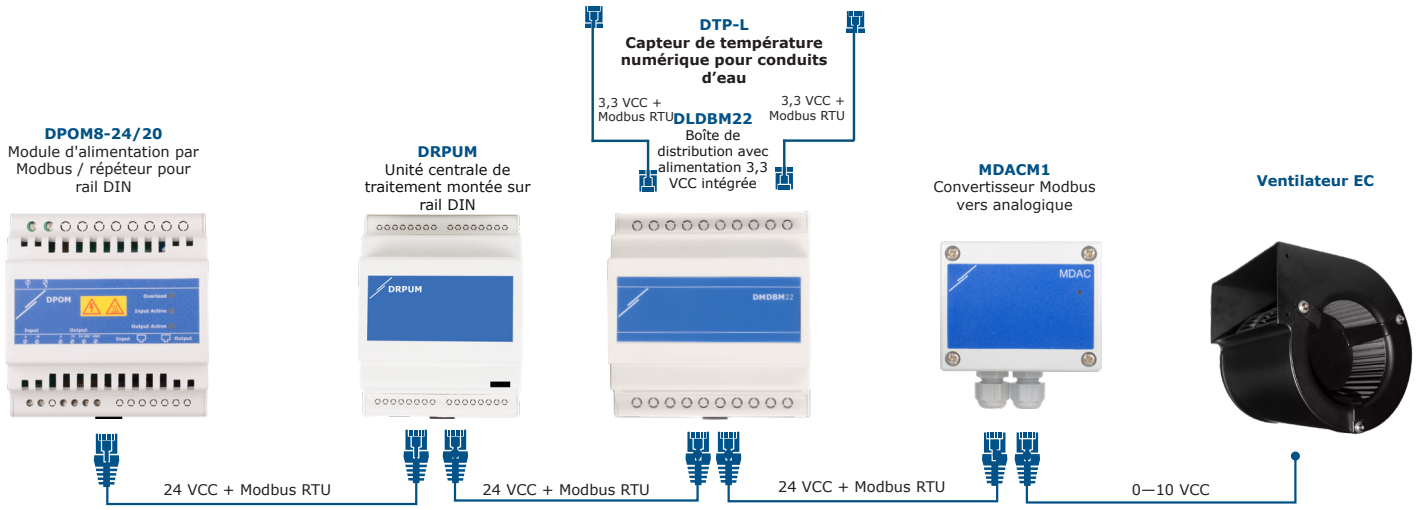 DTP-L
Capteur de température
numérique pour conduits
d’eau
3,3 VCC +
Modbus RTU
3,3 VCC +
Modbus RTU
DPOM8-24/20
Module d'alimentation par
Modbus / répéteur pour
rail DIN
DRPUM
Unité centrale de
traitement montée sur
rail DIN
DLDBM22
Boîte de
distribution avec
alimentation 3,3
VCC intégrée
MDACM1
Convertisseur Modbus
vers analogique
Ventilateur EC
DPOM
Overload
Input Active
Output Active
Input
Output
Input
Output
DRPUM
DMDBM22
MDAC
24 VCC + Modbus RTU
24 VCC + Modbus RTU
24 VCC + Modbus RTU
0—10 VCC